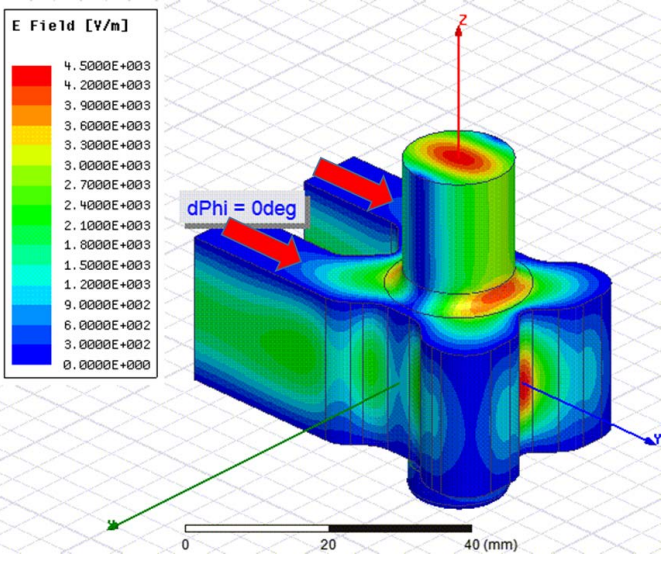 E Field [V/m]
4.5000E+003
4.2000E+003
3.9000E+003
3.6000E+003
3.3000E+003
3.0000E+003
2.7000E+003
2.4000E+003
2.1000E+003
1.8000E+003
1.5000E+003
1.2000E+003
9.0000E+002
6.0000E+002
3.0000E+002
0.0000E+000
Z
dPhi = 0deg
Y
0 20 40 (mm)